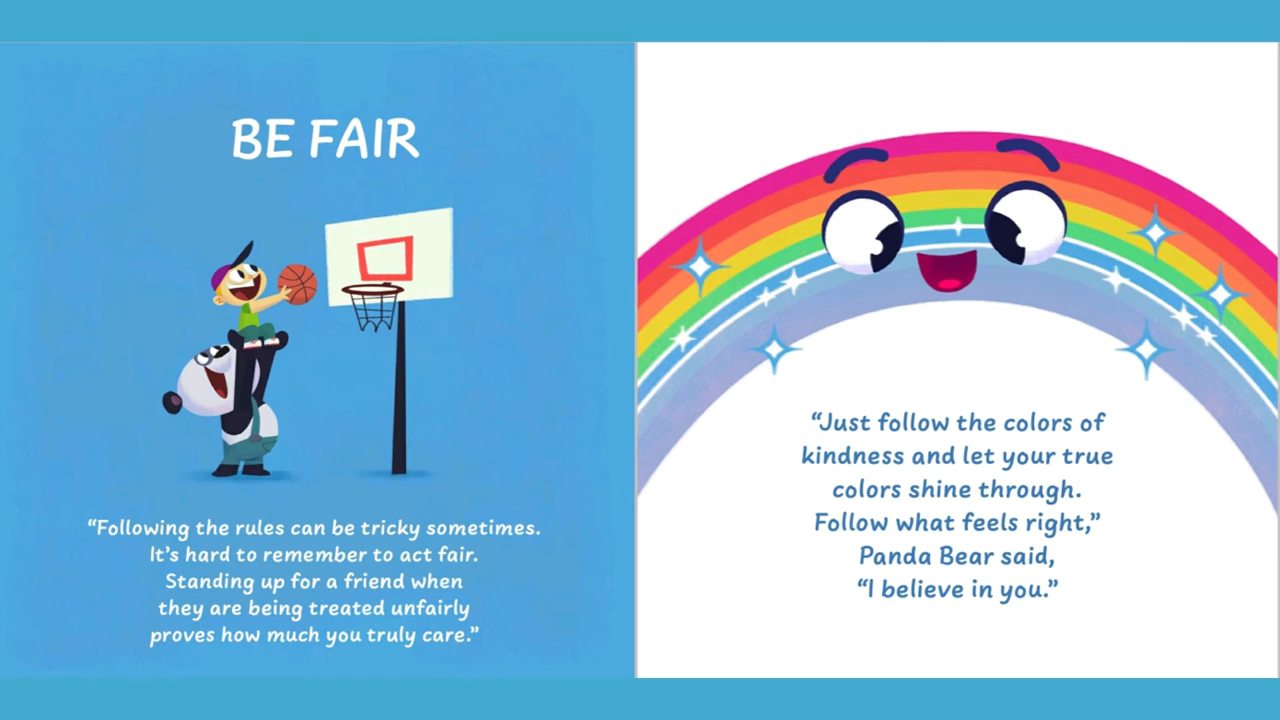 BE FAIR
“Following the rules can be tricky sometimes.
It’s hard to remember to act fair.
Standing up for a friend when
they are being treated unfairly
proves how much you truly care.”
“Just follow the colors of
kindness and let your true
colors shine through.
Follow what feels right,”
Panda Bear said,
“I believe in you.”